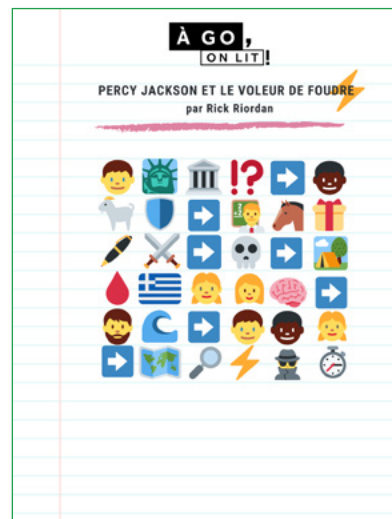 À GO,
ON LIT!
PERCY JACKSON ET LE VOLEUR DE FOUDRE
par Rick Riordan